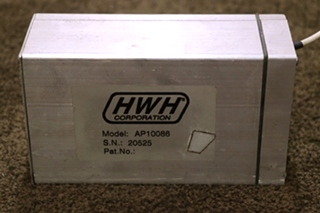 HWH
CORPORATION
Model: AP10086
S.N.: 20525
Pat.No.: